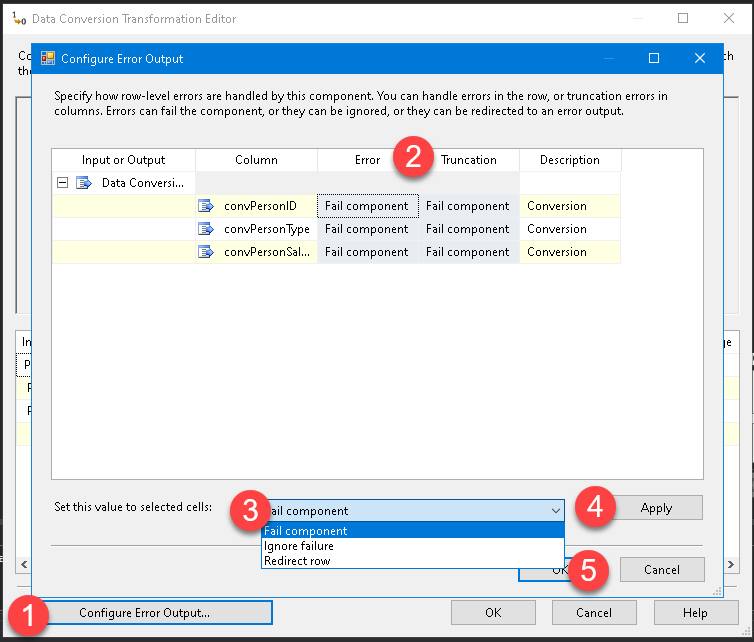 Data Conversion Transformation Editor
Configure Error Output
Specify how row-level errors are handled by this component. You can handle errors in the row, or truncation errors in
columns. Errors can fail the component, or they can be ignored, or they can be redirected to an error output.
Input or Output Column Error 2 Truncation Description
Data Conversi...
convPersonID Fail component Fail component Conversion
convPersonType Fail component Fail component Conversion
convPersonSal... Fail component Fail component Conversion
Set this value to selected cells: 3 ail component 4 Apply
Fail component
Ignore failure
Redirect row
OK 5 Cancel
1 Configure Error Output... OK Cancel Help